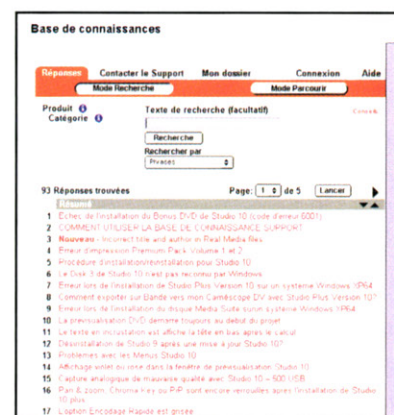 Base de connaissances
Réponses Contacter le Support Mon dossier Connexion Aide
Mode Recherche Mode Parcourir
Produit Texte de recherche (facultatif)
Catégorie
Recherche
Rechercher par
Phrases
93 Réponses trouvées Page: 1 de 5 Lancer
Résumé
1 Echec de l'installation du Bonus DVD de Studio 10 (code d'erreur 6001)
2 COMMENT UTILISER LA BASE DE CONNAISSANCE SUPPORT
3 Nouveau - Incorrect title and author in Real Media files
4 Erreur d'impression Premium Pack Volume 1 et 2
5 Procédure d'installation/réinstallation pour Studio 10
6 Le Disk 3 de Studio 10 n'est pas reconnu par Windows
7 Erreur lors de l'installation de Studio Plus Version 10 sur un système Windows XP64
8 Comment exporter sur Bande vers mon Caméscope DV avec Studio Plus Version 10?
9 Erreur lors de l'installation du disque Media Suite sur un système Windows XP64
10 La prévisualisation DVD démarre toujours au début du projet
11 Le texte en incrustation est affiché la tête en bas après le calcul
12 Désinstallation de Studio 9 après une mise à jour Studio 10?
13 Problèmes avec les Menus Studio 10
14 Affichage violet ou rose dans la fenêtre de prévisualisation Studio 10
15 Capture analogique de mauvaise qualité avec Studio 10 - 500 USB
16 Pan & zoom, Chroma Key ou PiP sont encore verrouillés après l'installation de Studio
10 plus
17 L'option Encodage Rapide est grisée